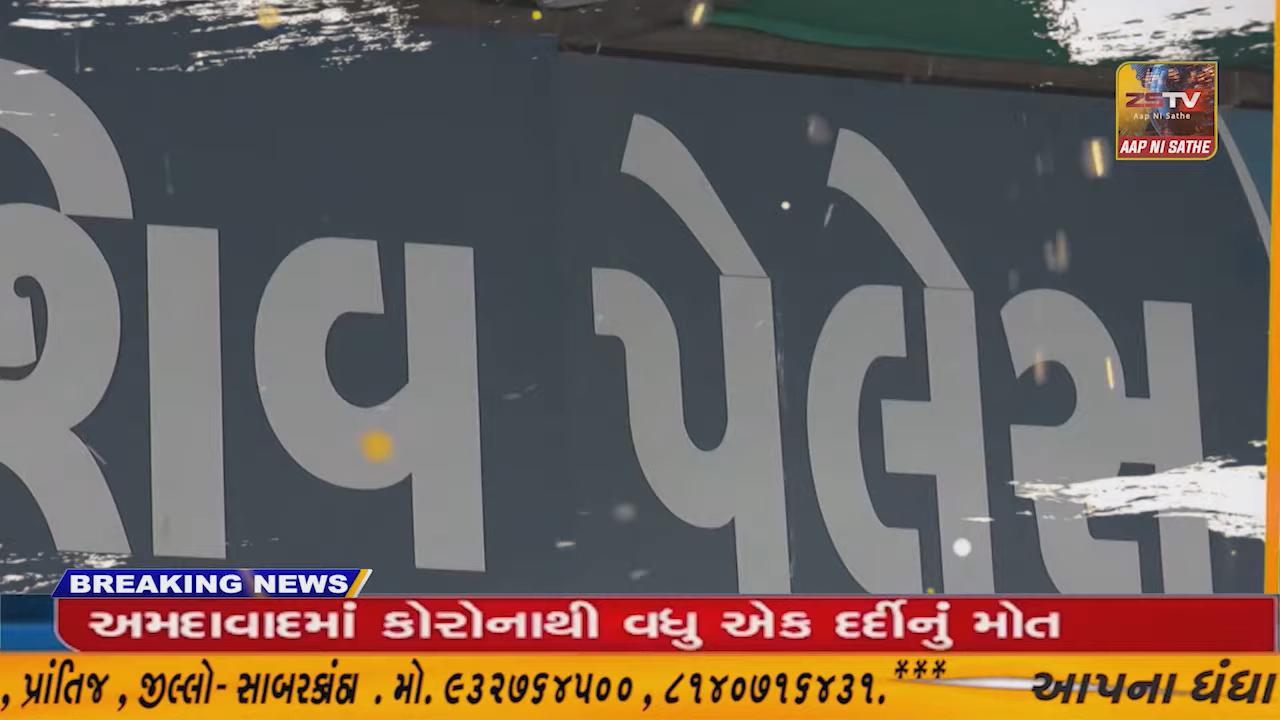 શિવ પેલેસ
ZSTV
Aap Ni Sathe
AAP NI SATHE
BREAKING NEWS
અમદાવાદમાં કોરોનાથી વધુ એક દર્દીનું મોત
, પ્રાંતિજ , જીલ્લો- સાબરકાંઠા . મો. ૯૩૨૭૬૪૫૦૦ , ૮૧૪૦૭૧૬૪૩૧. *** આપના ધંધા